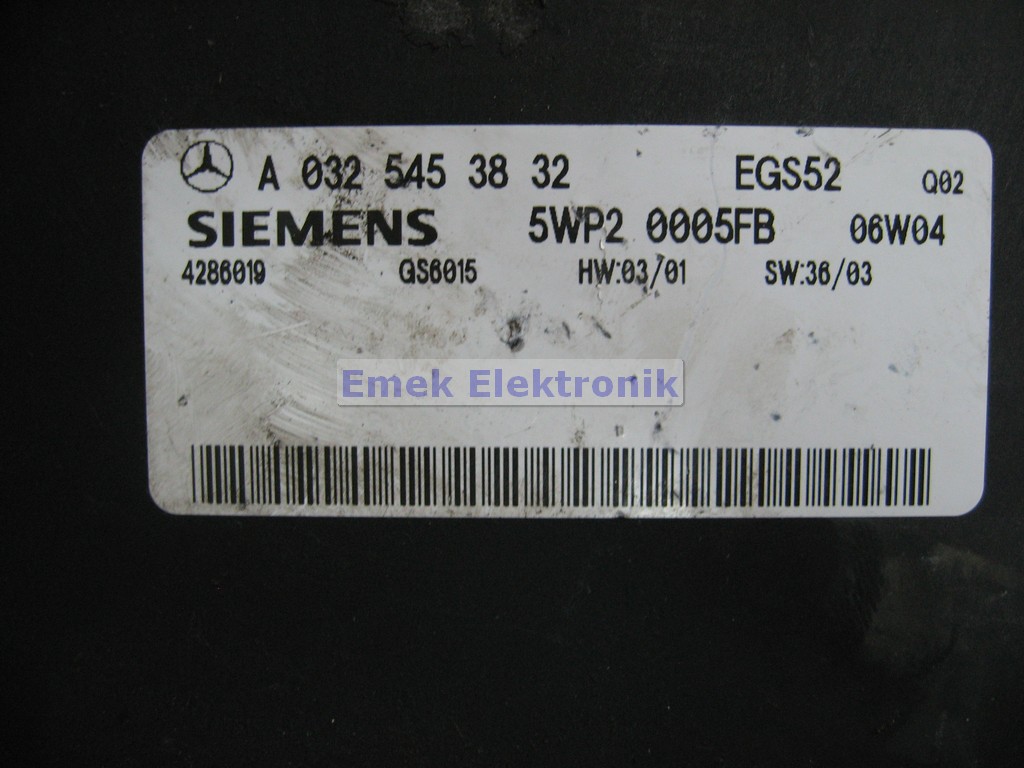 A 032 545 38 32 EGS52 Q02
SIEMENS 5WP2 0005FB 06W04
4286019 QS6015 HW:03/01 SW:36/03
Emek Elektronik